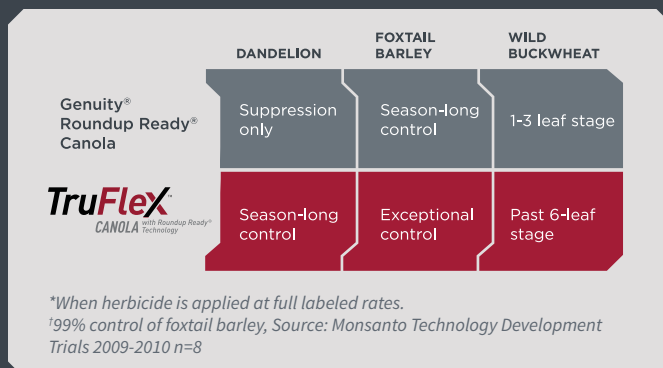 DANDELION FOXTAIL BARLEY WILD BUCKWHEAT
Genuity®
Roundup Ready®
Canola
Suppression
only
Season-long
control
1-3 leaf stage
TruFlex™
CANOLA with Roundup Ready®
Technology
Season-long
control
Exceptional
control
Past 6-leaf
stage
*When herbicide is applied at full labeled rates.
†99% control of foxtail barley, Source: Monsanto Technology Development
Trials 2009-2010 n=8